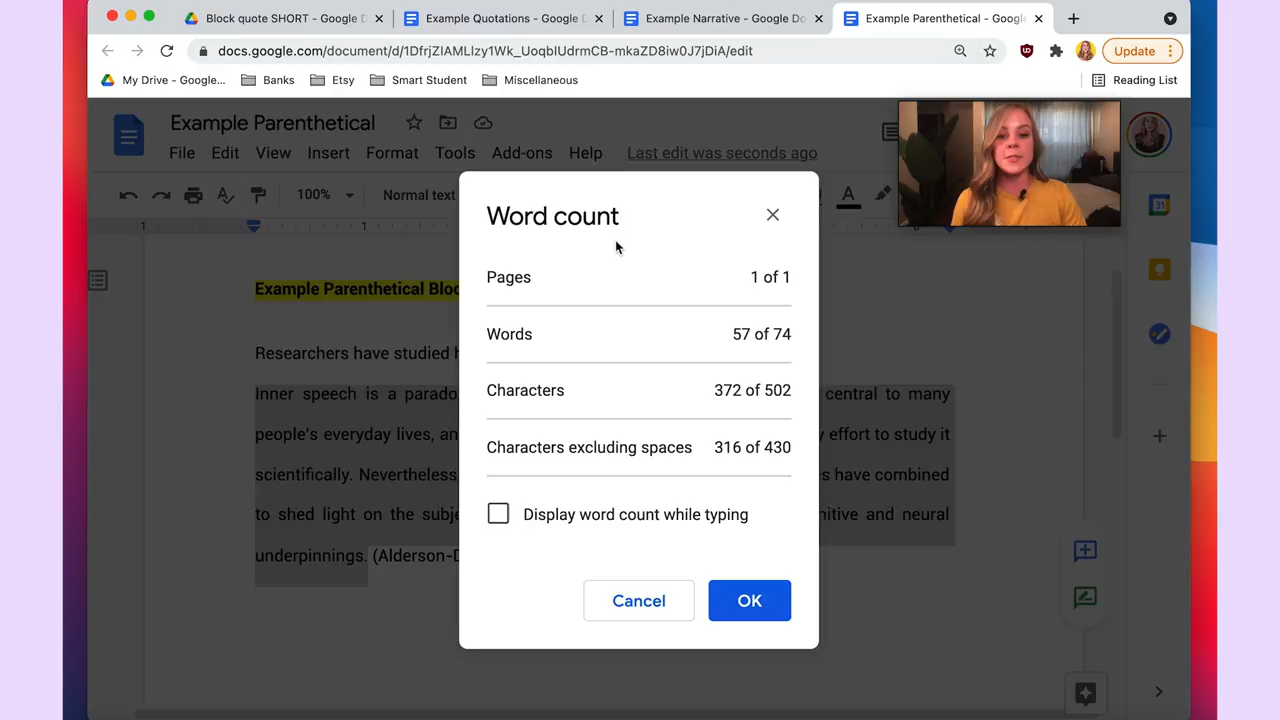 Block quote SHORT - Google D
Example Quotations - Google D
Example Narrative - Google Do
Example Parenthetical - Googl
docs.google.com/document/d/1DfrjZIAMLlzy1Wk_UoqbIUdrmCB-mkaZD8iw0J7jDiA/edit
Update
My Drive - Google...
Banks
Etsy
Smart Student
Miscellaneous
Reading List
Example Parenthetical
File Edit View Insert Format Tools Add-ons Help Last edit was seconds ago
100% Normal text
1 1
Word count
Pages 1 of 1
Words 57 of 74
Characters 372 of 502
Characters excluding spaces 316 of 430
Display word count while typing
Cancel OK
Example Parenthetical Bloc
Researchers have studied h
Inner speech is a parado central to many
people's everyday lives, an y effort to study it
scientifically. Nevertheless s have combined
to shed light on the subje nitive and neural
underpinnings. (Alderson-D
31